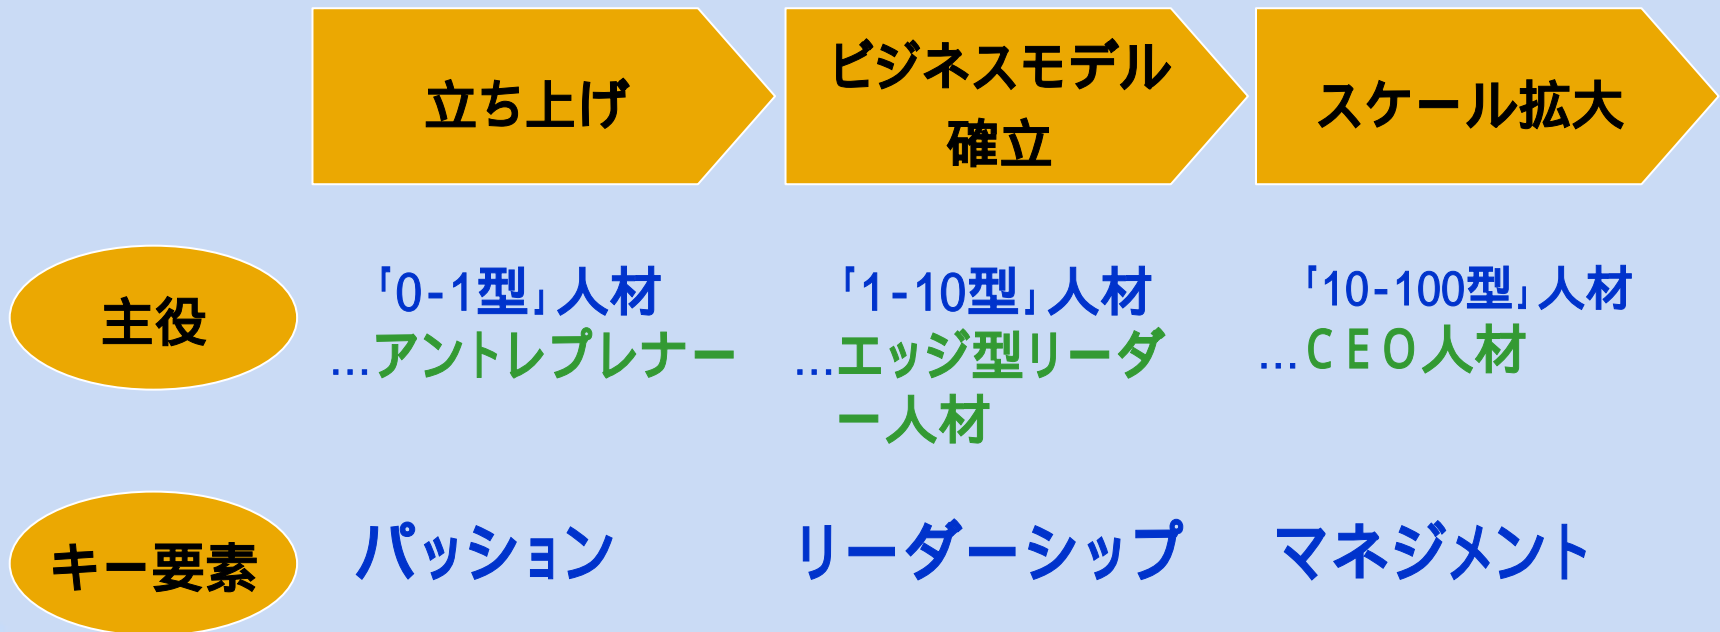 立ち上げ
ビジネスモデル
確立
スケール拡大
主役
「0-1型」人材
…アントレプレナー
「1-10型」人材
…エッジ型リーダ
ー人材
「10-100型」人材
…CEO人材
キー要素
パッション
リーダーシップ
マネジメント